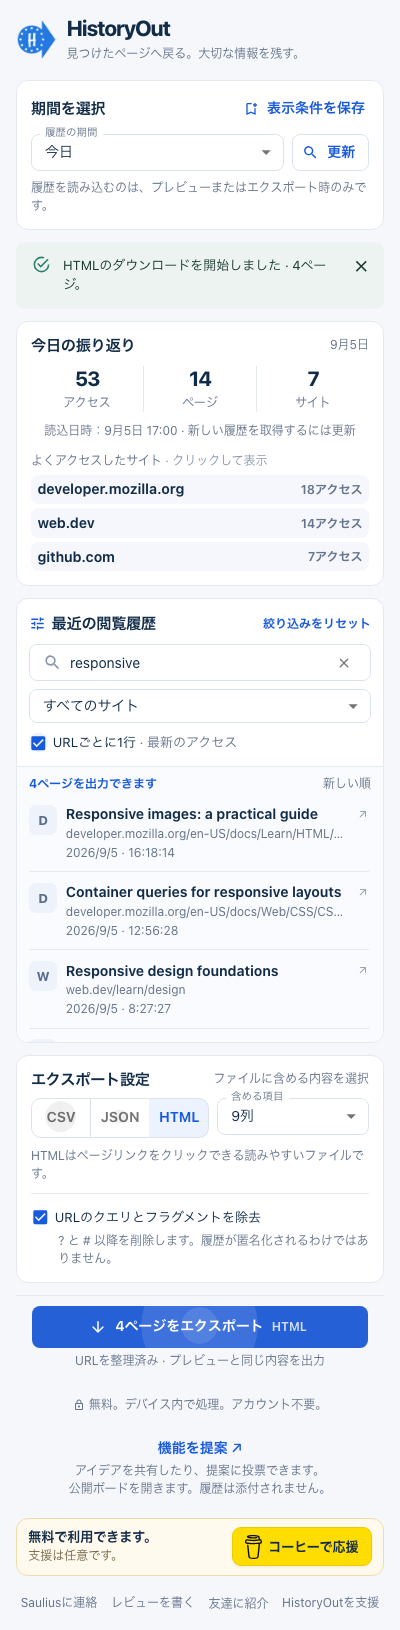 HistoryOut
見つけたページへ戻る。大切な情報を残す。
期間を選択
表示条件を保存
履歴の期間
今日
更新
履歴を読み込むのは、プレビューまたはエクスポート時のみで
す。
HTMLのダウンロードを開始しました · 4ペー
ジ。
今日の振り返り
9月5日
53
アクセス
14
ページ
7
サイト
読込日時：9月5日 17:00 · 新しい履歴を取得するには更新
よくアクセスしたサイト · クリックして表示
developer.mozilla.org
18アクセス
web.dev
14アクセス
github.com
7アクセス
最近の閲覧履歴
絞り込みをリセット
responsive
すべてのサイト
URLごとに1行 · 最新のアクセス
4ページを出力できます
新しい順
D
Responsive images: a practical guide
developer.mozilla.org/en-US/docs/Learn/HTML/...
2026/9/5 · 16:18:14
D
Container queries for responsive layouts
developer.mozilla.org/en-US/docs/Web/CSS/CS...
2026/9/5 · 12:56:28
W
Responsive design foundations
web.dev/learn/design
2026/9/5 · 8:27:27
エクスポート設定
ファイルに含める内容を選択
CSV
JSON
HTML
含める項目
9列
HTMLはページリンクをクリックできる読みやすいファイルで
す。
URLのクエリとフラグメントを除去
? と # 以降を削除します。履歴が匿名化されるわけではあ
りません。
4ページをエクスポート HTML
URLを整理済み · プレビューと同じ内容を出力
無料。デバイス内で処理。アカウント不要。
機能を提案
アイデアを共有したり、提案に投票できます。
公開ボードを開きます。履歴は添付されません。
無料で利用できます。
支援は任意です。
コーヒーで応援
Sauliusに連絡
レビューを書く
友達に紹介
HistoryOutを支援